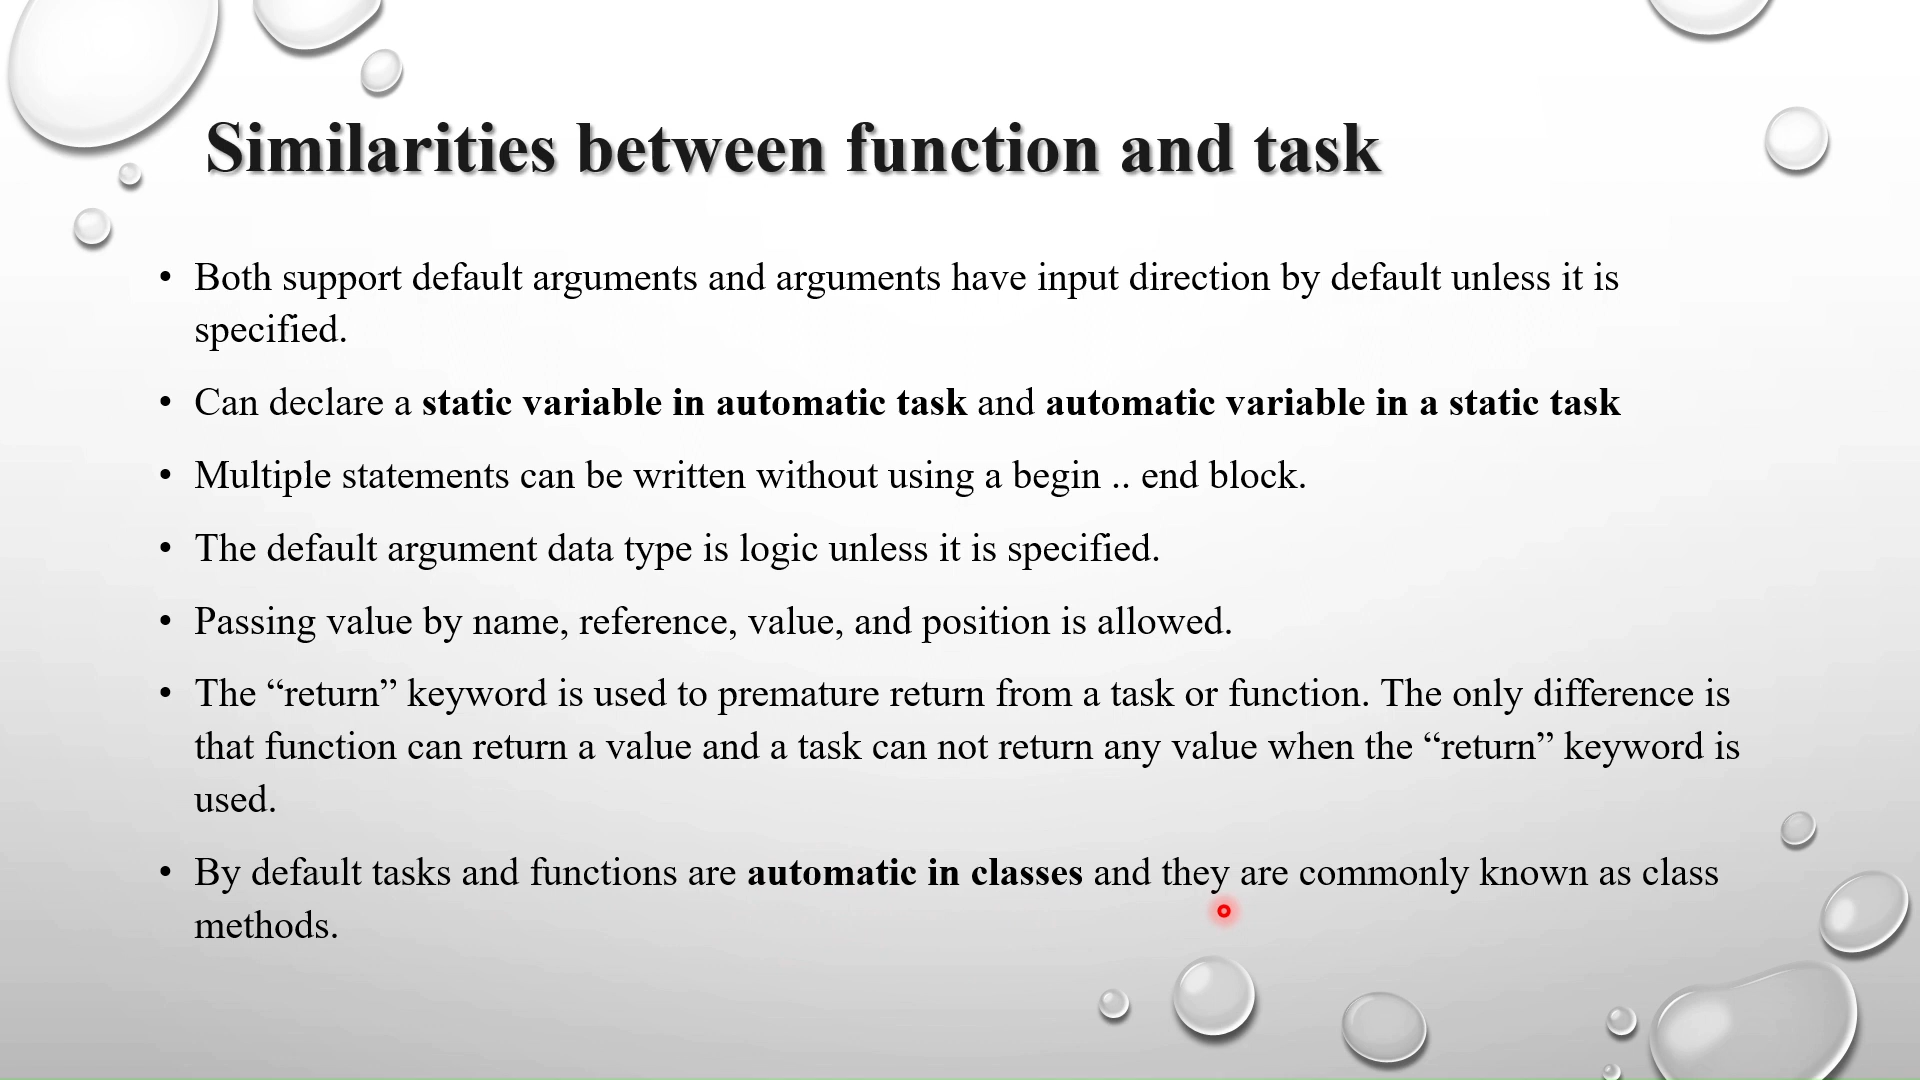 Similarities between function and task
• Both support default arguments and arguments have input direction by default unless it is
specified.
• Can declare a static variable in automatic task and automatic variable in a static task
• Multiple statements can be written without using a begin .. end block.
• The default argument data type is logic unless it is specified.
• Passing value by name, reference, value, and position is allowed.
• The “return” keyword is used to premature return from a task or function. The only difference is
that function can return a value and a task can not return any value when the “return” keyword is
used.
• By default tasks and functions are automatic in classes and they are commonly known as class
methods.